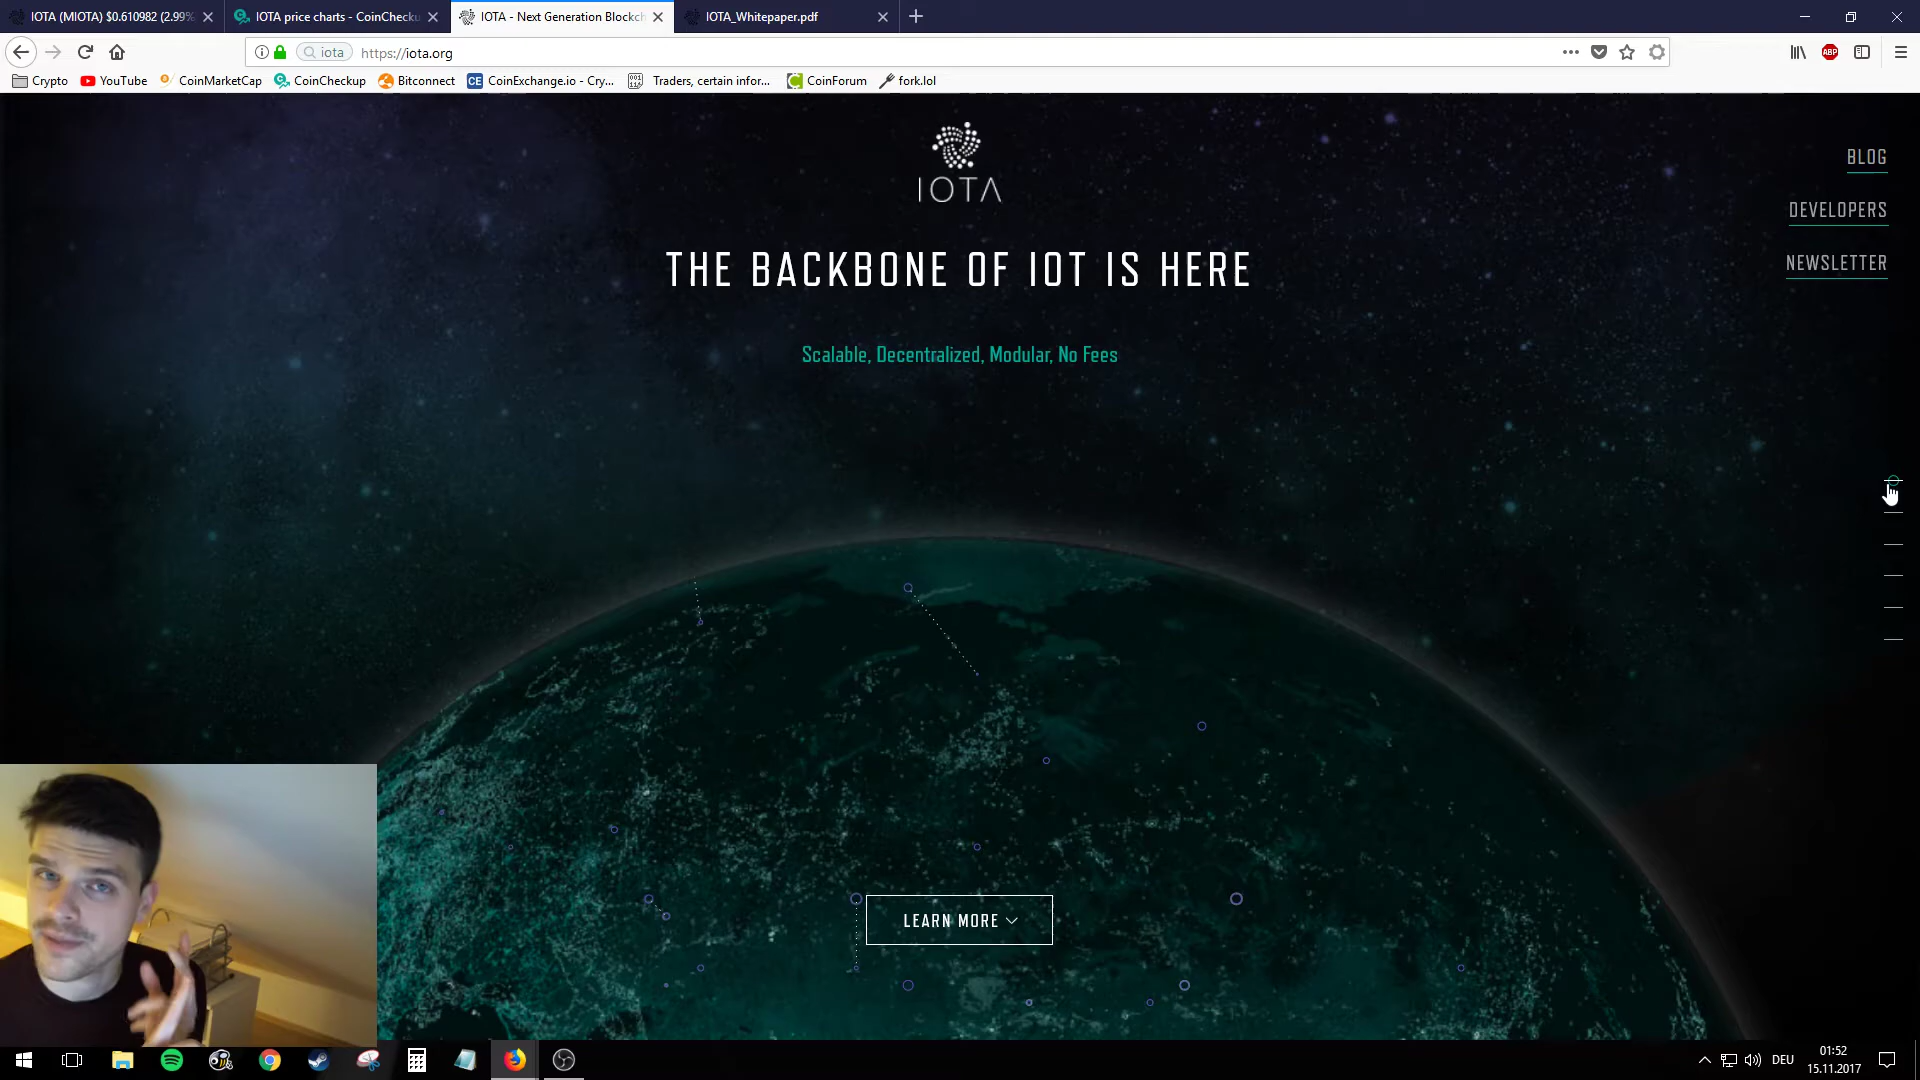 IOTA (MIOTA) $0.610982 (2.99%
IOTA price charts - CoinChecku
IOTA - Next Generation Blockch
IOTA_Whitepaper.pdf
iota
https://iota.org
Crypto
YouTube
CoinMarketCap
CoinCheckup
Bitconnect
CE CoinExchange.io - Cry...
Traders, certain infor...
CoinForum
fork.lol
ABP
IOTA
BLOG
DEVELOPERS
NEWSLETTER
THE BACKBONE OF IOT IS HERE
Scalable, Decentralized, Modular, No Fees
LEARN MORE
DEU
01:52
15.11.2017